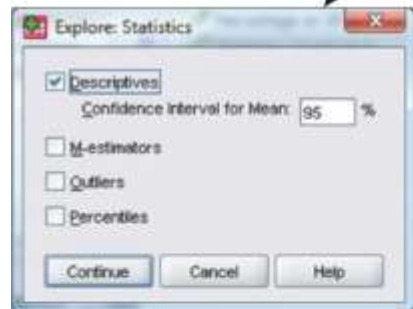 Explore: Statistics
Descriptives
Confidence Interval for Mean: 95 %
M-estimators
Outliers
Percentiles
Continue Cancel Help